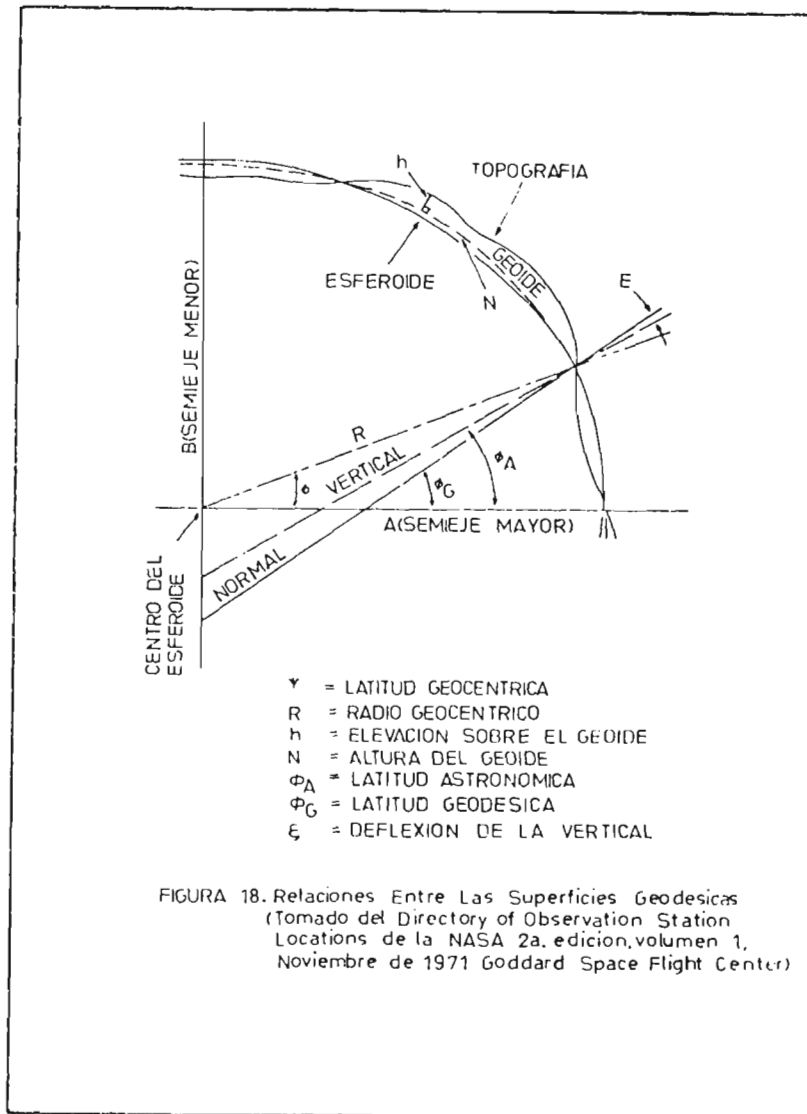 h
TOPOGRAFIA
ESFEROIDE
N
GEOIDE
E
B(SEMIEJE MENOR)
R
VERTICAL
ϕA
ϕG
A(SEMIEJE MAYOR)
NORMAL
CENTRO DEL
ESFEROIDE
Ψ = LATITUD GEOCENTRICA
R = RADIO GEOCENTRICO
h = ELEVACION SOBRE EL GEOIDE
N = ALTURA DEL GEOIDE
ΦA = LATITUD ASTRONOMICA
ΦG = LATITUD GEODESICA
ξ = DEFLEXION DE LA VERTICAL
FIGURA 18. Relaciones Entre Las Superficies Geodesicas
(Tomado del Directory of Observation Station
Locations de la NASA 2a. edicion, volumen 1,
Noviembre de 1971 Goddard Space Flight Center)